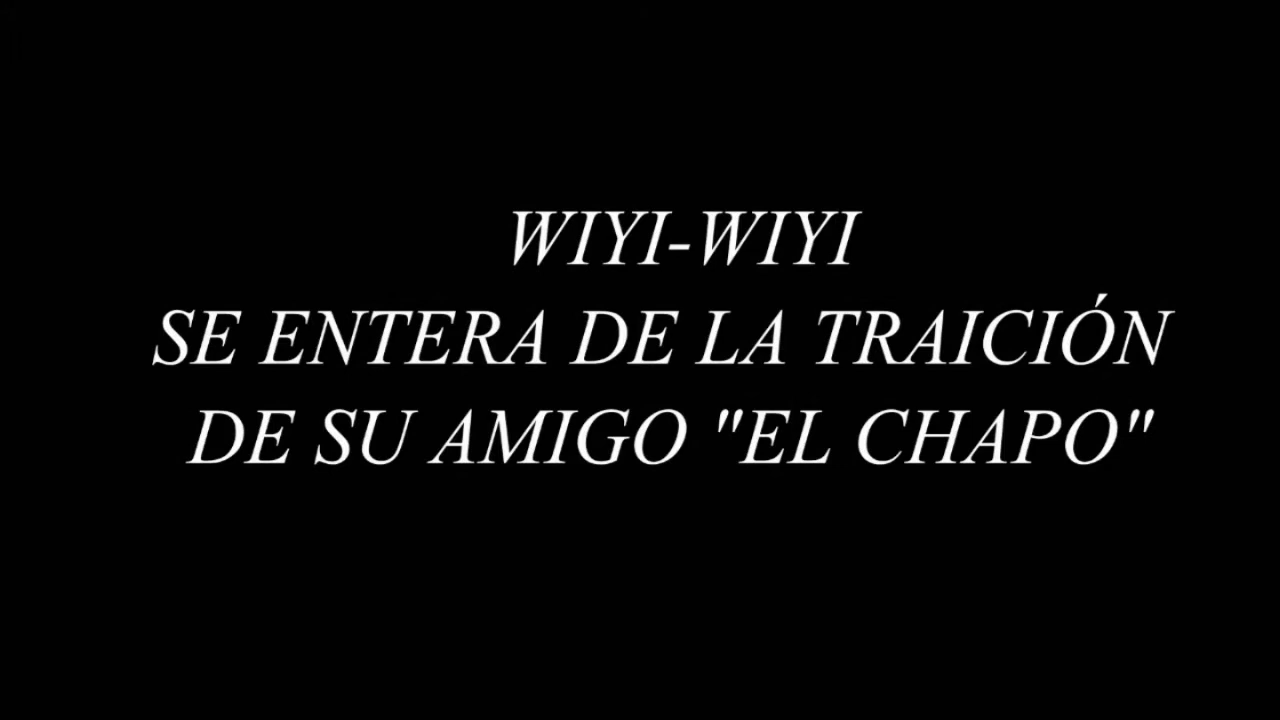 WIYI-WIYI
SE ENTERA DE LA TRAICIÓN
DE SU AMIGO "EL CHAPO"